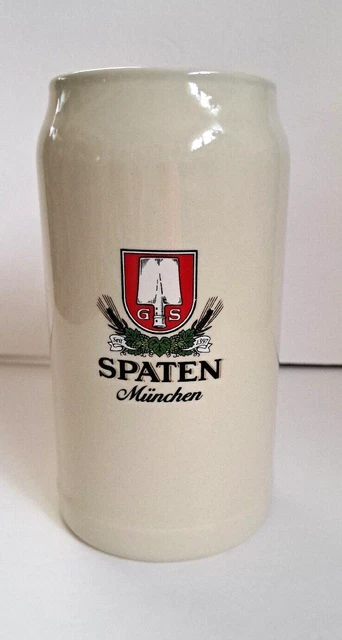 G S
Seit 1397
SPATEN
München